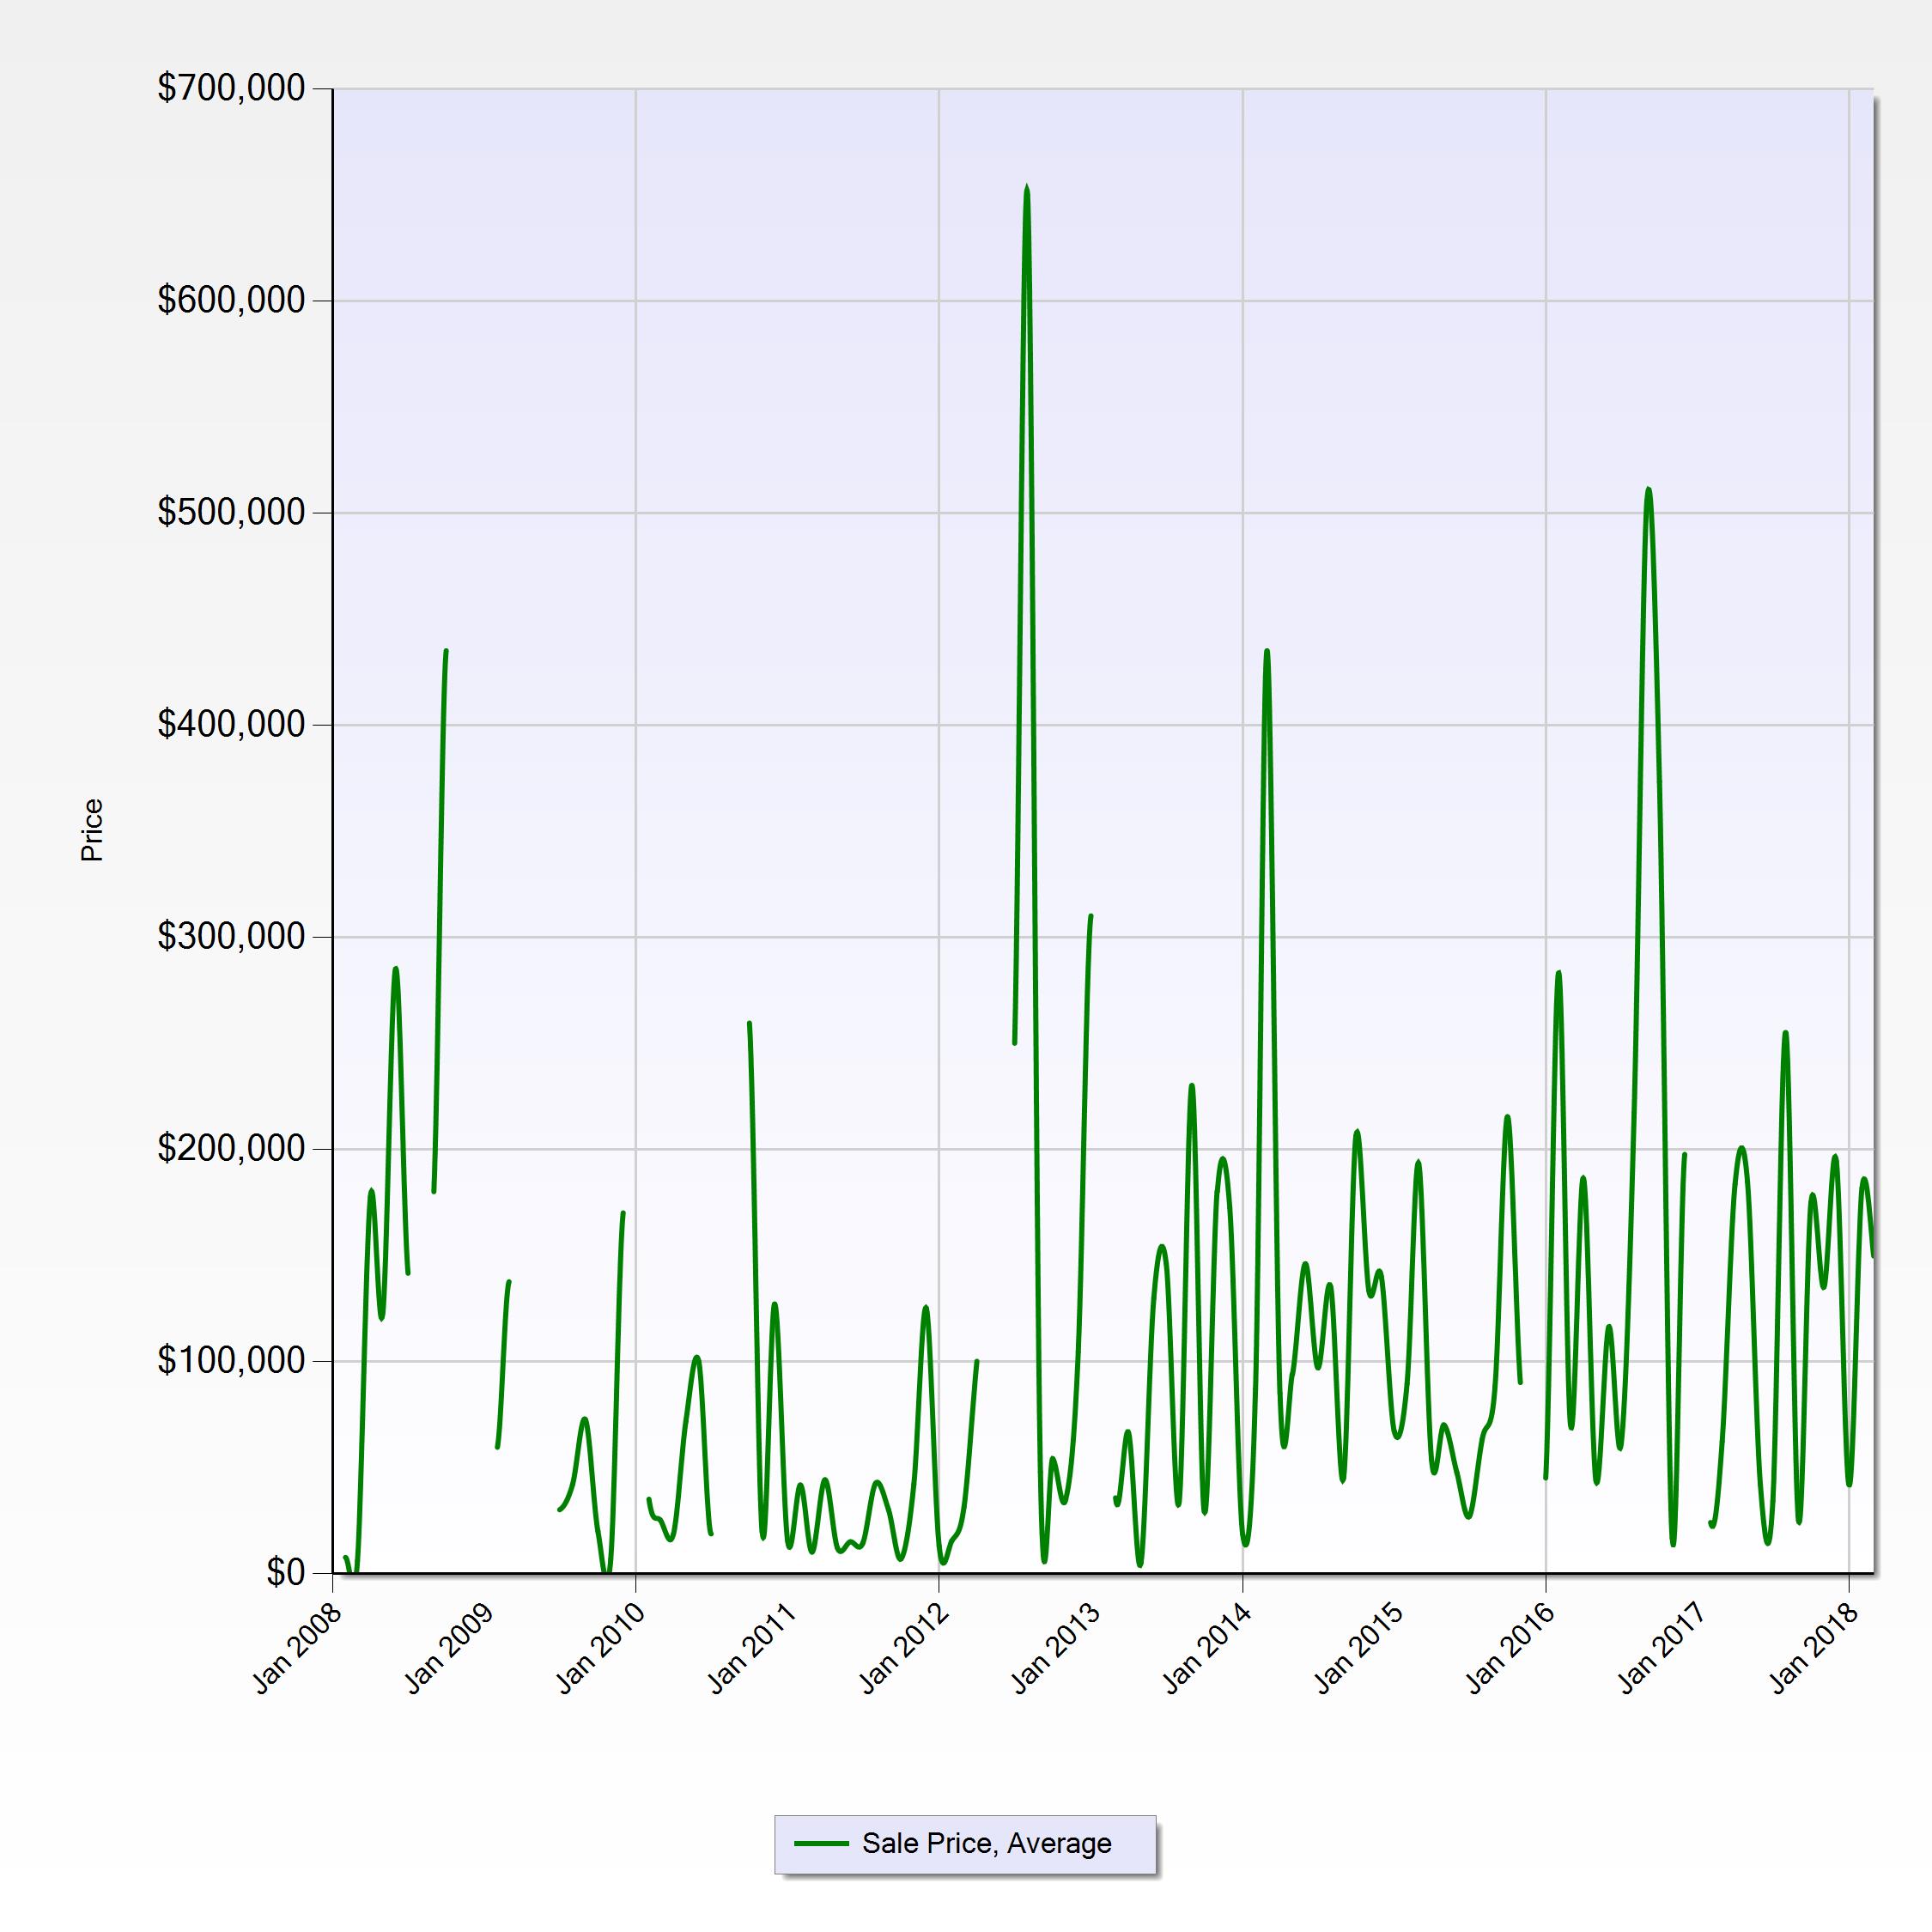 $700,000
$600,000
$500,000
$400,000
$300,000
$200,000
$100,000
$0
Price
Jan 2008
Jan 2009
Jan 2010
Jan 2011
Jan 2012
Jan 2013
Jan 2014
Jan 2015
Jan 2016
Jan 2017
Jan 2018
Sale Price, Average